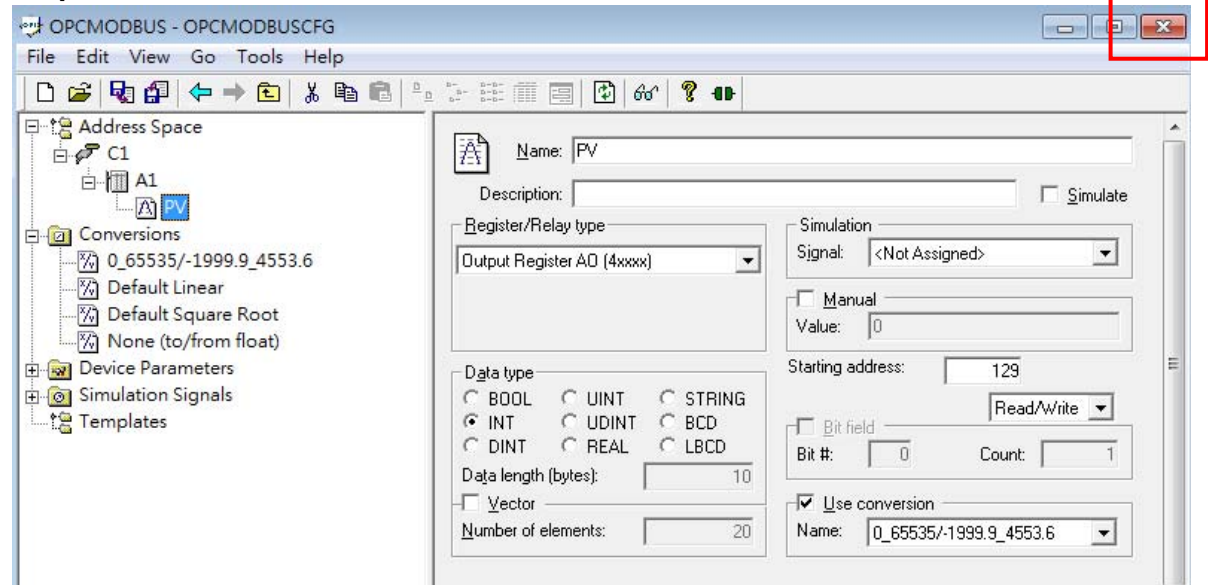 OPCMODBUS - OPCMODBUSCFG
File Edit View Go Tools Help
Address Space
C1
A1
PV
Conversions
0_65535/-1999.9_4553.6
Default Linear
Default Square Root
None (to/from float)
Device Parameters
Simulation Signals
Templates
Name: PV
Description:
Simulate
Register/Relay type
Output Register AO (4xxxx)
Simulation
Signal: <Not Assigned>
Manual
Value: 0
Data type
BOOL UINT STRING
INT UDINT BCD
DINT REAL LBCD
Data length (bytes): 10
Vector
Number of elements: 20
Starting address: 129
Read/Write
Bit field
Bit #: 0 Count: 1
Use conversion
Name: 0_65535/-1999.9_4553.6